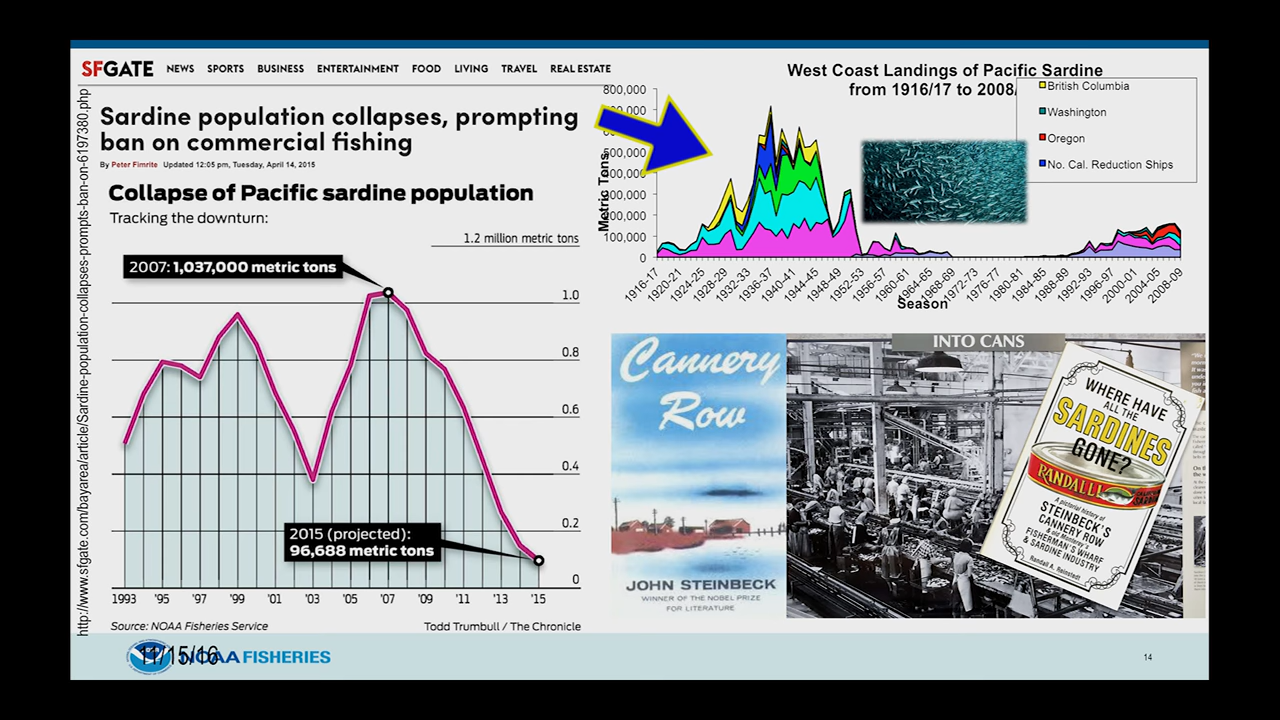 SFGATE NEWS SPORTS BUSINESS ENTERTAINMENT FOOD LIVING TRAVEL REAL ESTATE
http://www.sfgate.com/bayarea/article/Sardine-population-collapses-prompts-ban-on-6197380.php
Sardine population collapses, prompting
ban on commercial fishing
By Peter Fimrite Updated 12:05 pm, Tuesday, April 14, 2015
Collapse of Pacific sardine population
Tracking the downturn:
1.2 million metric tons
2007: 1,037,000 metric tons
1.0
0.8
0.6
0.4
0.2
0
2015 (projected):
96,688 metric tons
1993 '95 '97 '99 '01 '03 '05 '07 '09 '11 '13 '15
Source: NOAA Fisheries Service
Todd Trumbull / The Chronicle
West Coast Landings of Pacific Sardine
from 1916/17 to 2008/
British Columbia
Washington
Oregon
No. Cal. Reduction Ships
Metric Tons
800,000
500,000
100,000
0
1916-17 1920-21 1924-25 1928-29 1932-33 1936-37 1940-41 1944-45 1948-49 1952-53 1956-57 1960-61 1964-65 1968-69 1972-73 1976-77 1980-81 1984-85 1988-89 1992-93 1996-97 2000-01 2004-05 2008-09
Season
Cannery
Row
JOHN STEINBECK
WINNER OF THE NOBEL PRIZE
FOR LITERATURE
INTO CANS
WHERE HAVE
ALL THE
SARDINES
GONE?
RANDALL
A pictorial history of
STEINBECK'S
CANNERY ROW
FISHERMAN'S WHARF
& SARDINE INDUSTRY
Randall A. Reinstedt
11/15/16
NOAA FISHERIES
14